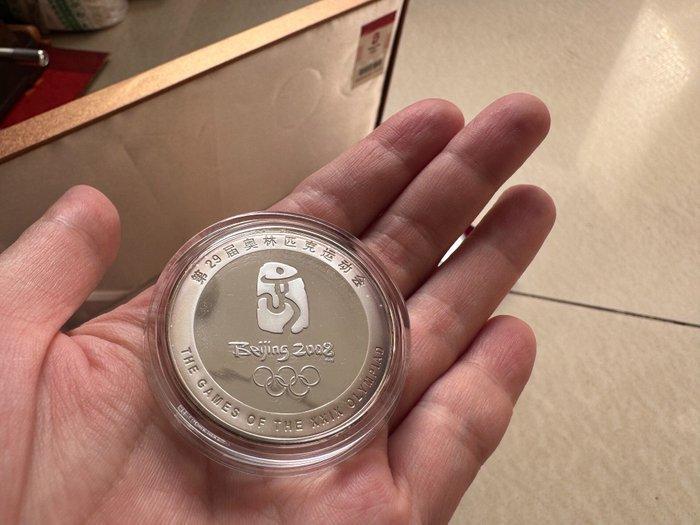 第29届奥林匹克运动会
Beijing 2008
THE GAMES OF THE XXIX OLYMPIAD